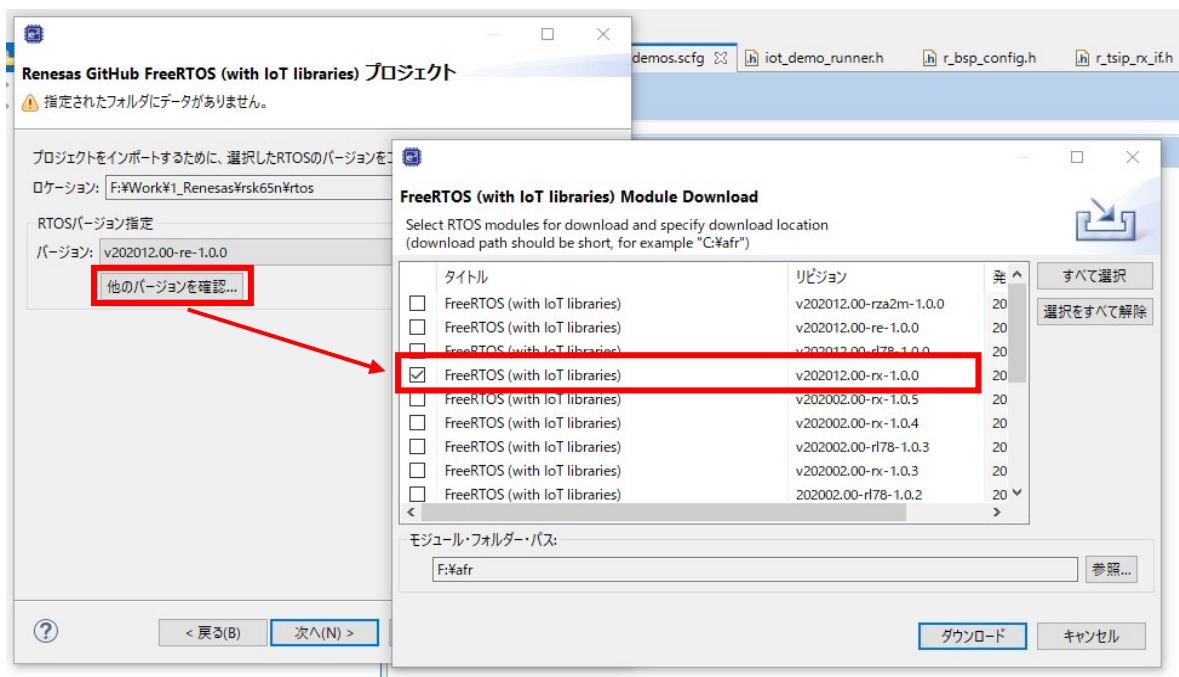 demos.scfg
iot_demo_runner.h
r_bsp_config.h
r_tsip_rx_if.h
Renesas GitHub FreeRTOS (with IoT libraries) プロジェクト
指定されたフォルダにデータがありません。
プロジェクトをインポートするために、選択したRTOSのバージョンをコ
ロケーション: F:¥Work¥1_Renesas¥rsk65n¥rtos
RTOSバージョン指定
バージョン: v202012.00-re-1.0.0
他のバージョンを確認...
< 戻る(B)
次へ(N) >
FreeRTOS (with IoT libraries) Module Download
Select RTOS modules for download and specify download location
(download path should be short, for example "C:¥afr")
タイトル リビジョン 発
FreeRTOS (with IoT libraries) v202012.00-rza2m-1.0.0 20
FreeRTOS (with IoT libraries) v202012.00-re-1.0.0 20
FreeRTOS (with IoT libraries) v202012.00-rl78-1.0.0 20
FreeRTOS (with IoT libraries) v202012.00-rx-1.0.0 20
FreeRTOS (with IoT libraries) v202002.00-rx-1.0.5 20
FreeRTOS (with IoT libraries) v202002.00-rx-1.0.4 20
FreeRTOS (with IoT libraries) v202002.00-rl78-1.0.3 20
FreeRTOS (with IoT libraries) v202002.00-rx-1.0.3 20
FreeRTOS (with IoT libraries) 202002.00-rl78-1.0.2 20
すべて選択
選択をすべて解除
モジュール・フォルダー・パス:
F:¥afr
参照...
ダウンロード
キャンセル